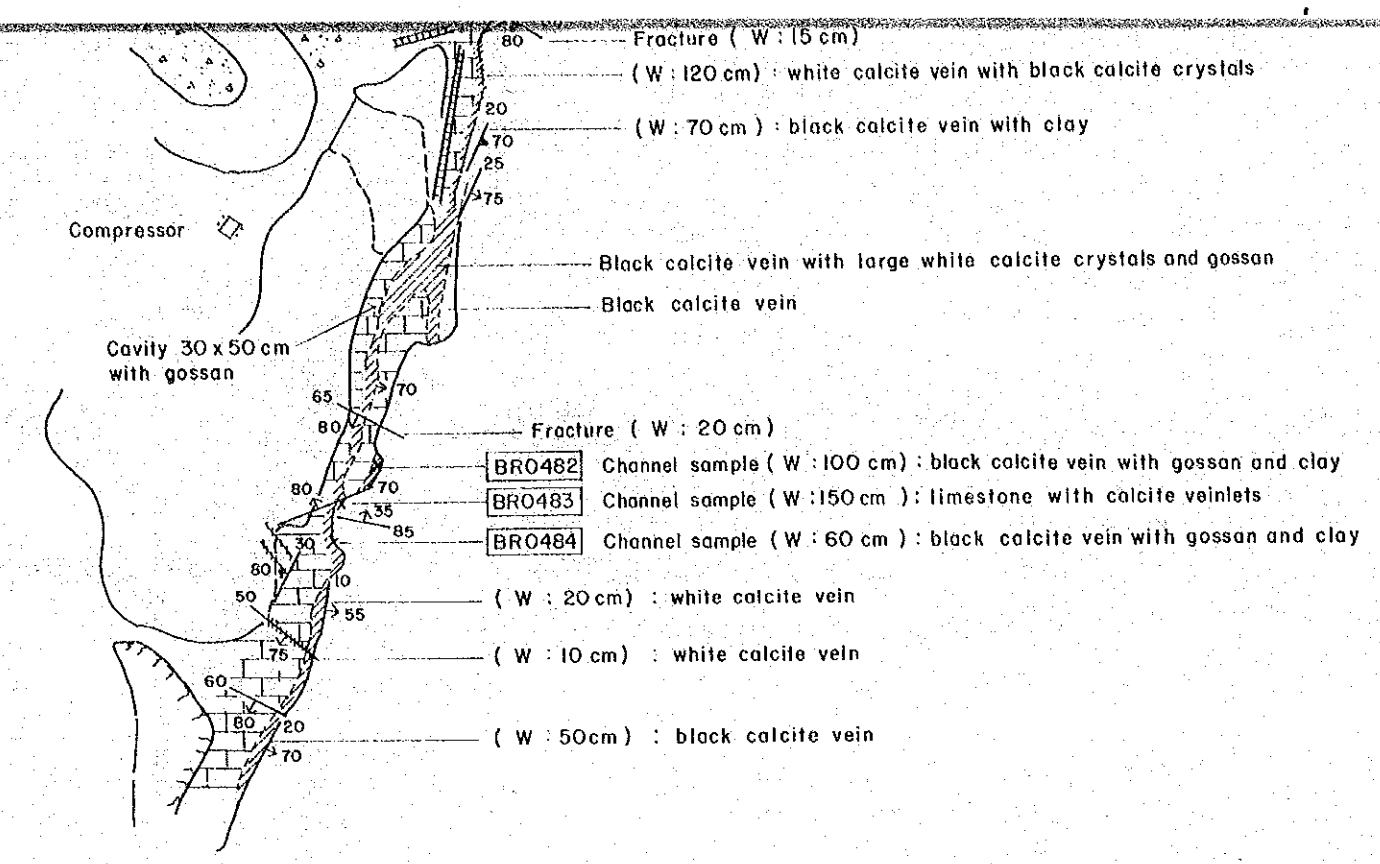 80
Fracture ( W : 15 cm)
(W : 120 cm) : white calcite vein with black calcite crystals
20
(W : 70 cm ) : black calcite vein with clay
70
25
75
Compressor
Black calcite vein with large white calcite crystals and gossan
Black calcite vein
Cavity 30 x 50 cm
with gossan
70
65
80
Fracture ( W : 20 cm)
BR0482 Channel sample ( W : 100 cm) : black calcite vein with gossan and clay
80
70
BR0483 Channel sample (W : 150 cm) : limestone with calcite veinlets
35
85
30
BR0484 Channel sample ( W : 60 cm ) : black calcite vein with gossan and clay
80
10
50
( W : 20 cm) : white calcite vein
55
75
( W : 10 cm) : white calcite vein
60
80
20
( W : 50cm) : black calcite vein
70